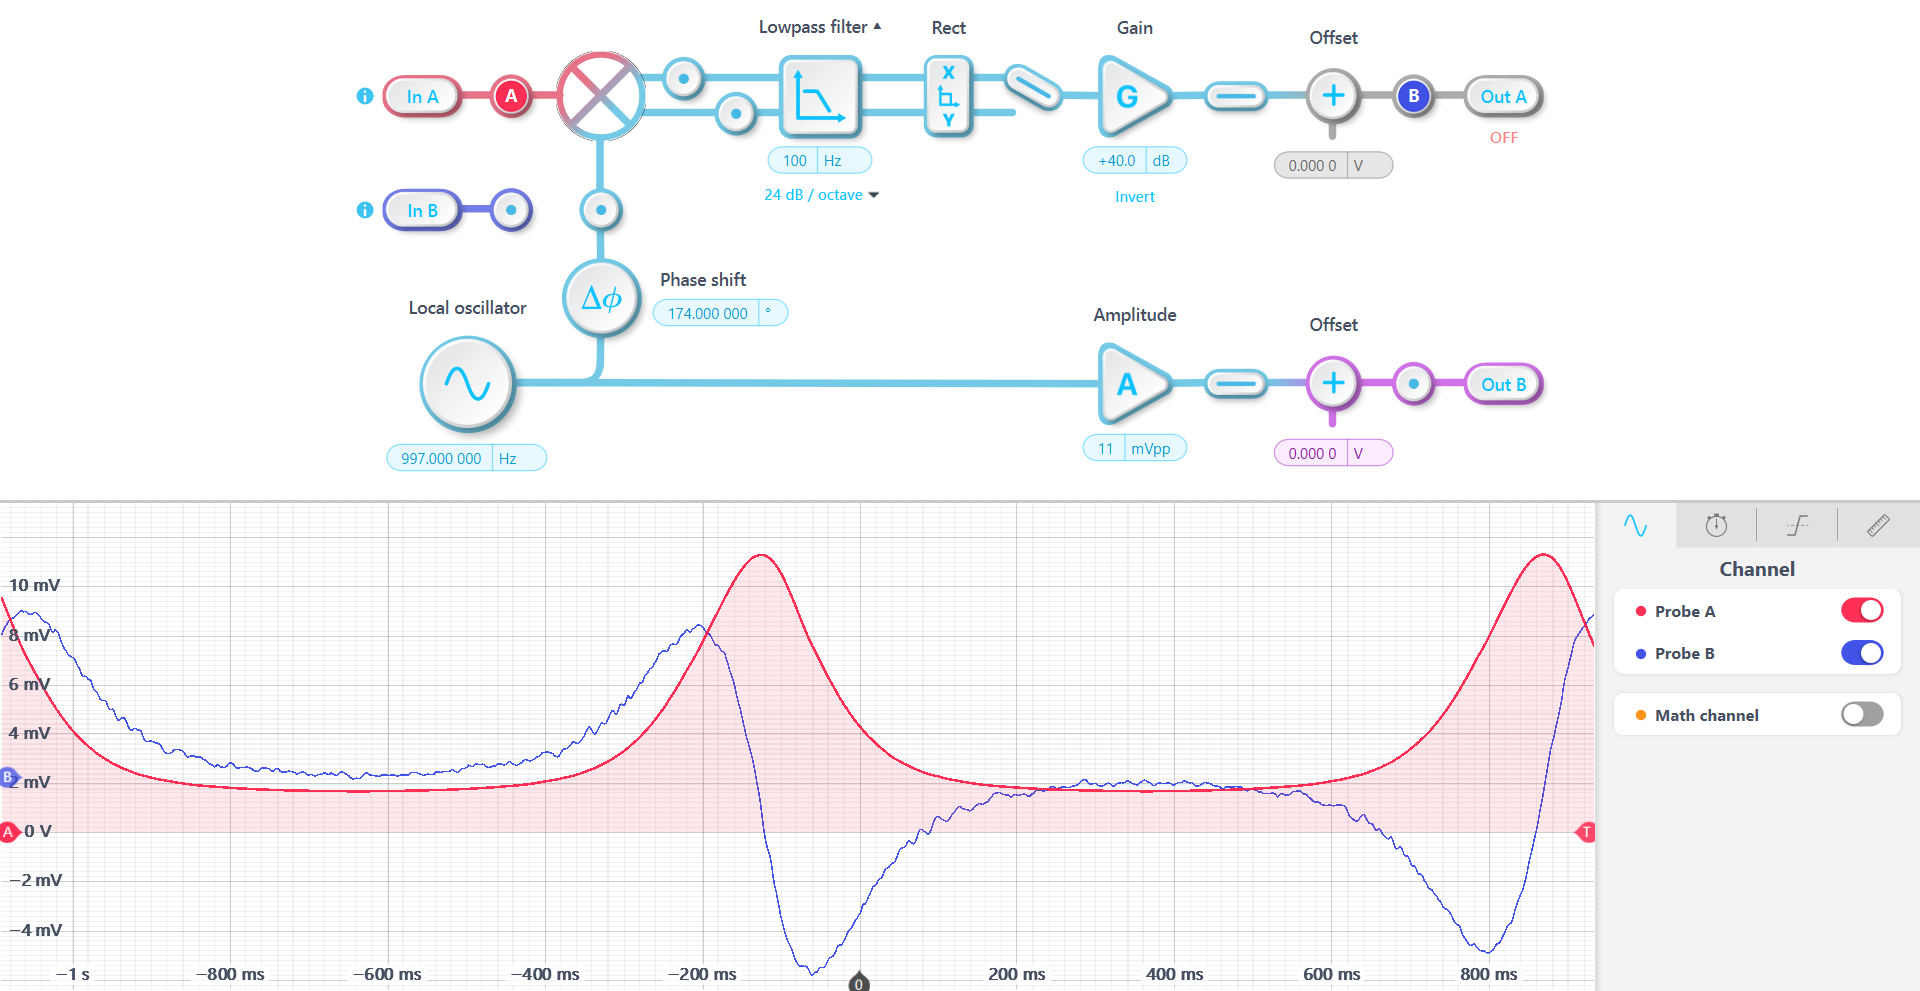 Lowpass filter
Rect
Gain
Offset
In A
A
X
Y
G
B
Out A
OFF
100 Hz
24 dB / octave
+40.0 dB
Invert
0.000 0 V
In B
Δϕ
Phase shift
174.000 000 °
Local oscillator
997.000 000 Hz
Amplitude
A
11 mVpp
Offset
0.000 0 V
Out B
10 mV
8 mV
6 mV
4 mV
B
2 mV
A
0 V
T
−2 mV
−4 mV
−1 s
−800 ms
−600 ms
−400 ms
−200 ms
0
200 ms
400 ms
600 ms
800 ms
Channel
Probe A
Probe B
Math channel